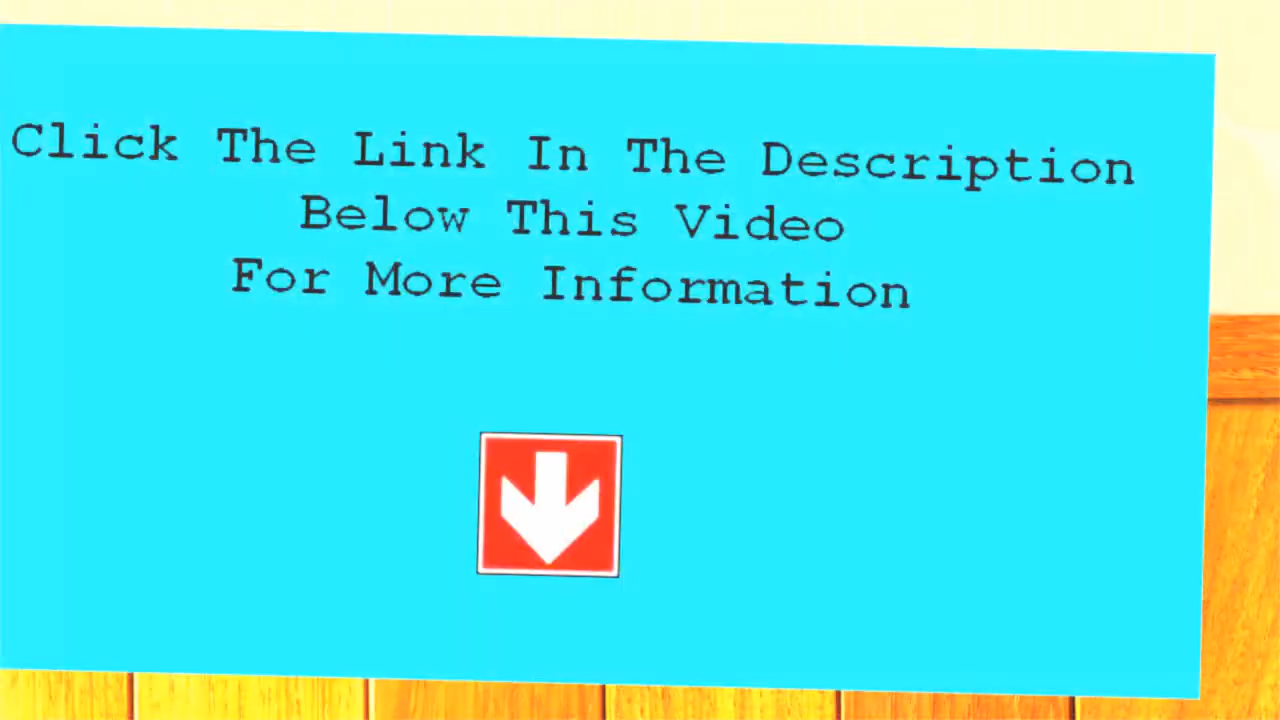 Click The Link In The Description
Below This Video
For More Information